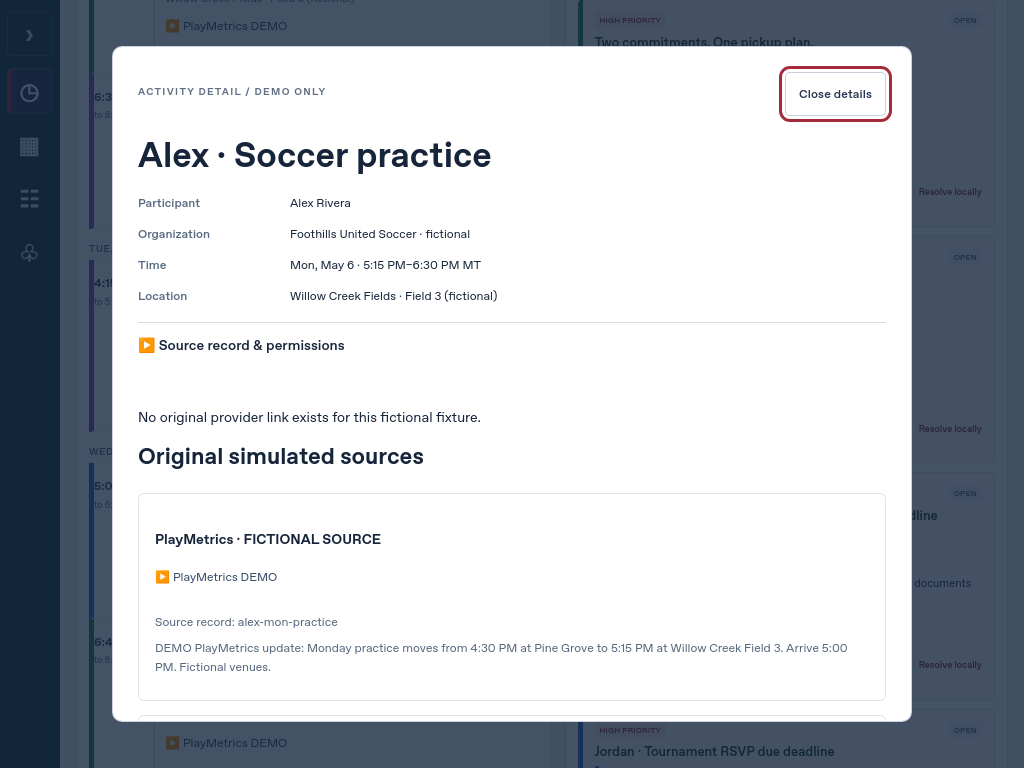 PlayMetrics DEMO
HIGH PRIORITY
OPEN
Two commitments. One pickup plan.
Resolve locally
ACTIVITY DETAIL / DEMO ONLY
Close details
Alex · Soccer practice
Participant Alex Rivera
Organization Foothills United Soccer · fictional
Time Mon, May 6 · 5:15 PM–6:30 PM MT
Location Willow Creek Fields · Field 3 (fictional)
Source record & permissions
No original provider link exists for this fictional fixture.
Original simulated sources
PlayMetrics · FICTIONAL SOURCE
PlayMetrics DEMO
Source record: alex-mon-practice
DEMO PlayMetrics update: Monday practice moves from 4:30 PM at Pine Grove to 5:15 PM at Willow Creek Field 3. Arrive 5:00
PM. Fictional venues.
OPEN
Resolve locally
OPEN
documents
Resolve locally
PlayMetrics DEMO
HIGH PRIORITY
OPEN
Jordan · Tournament RSVP due deadline